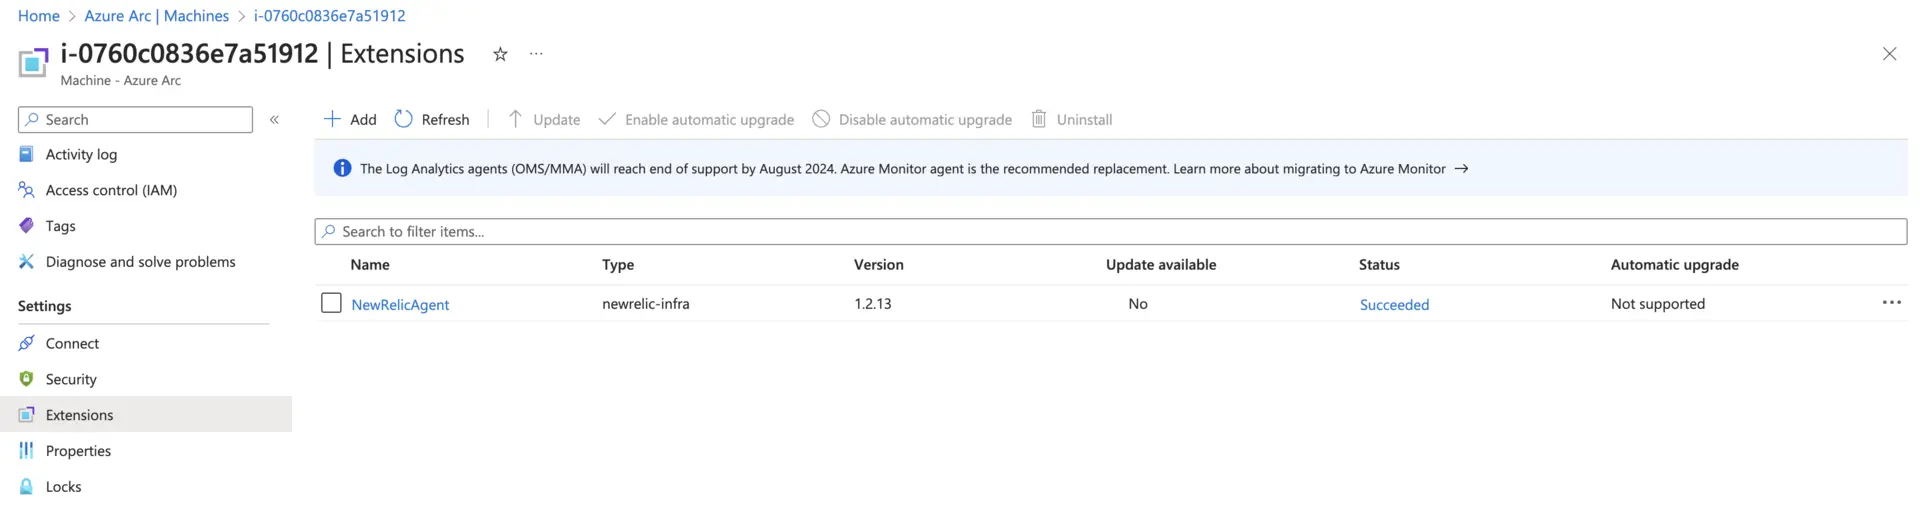 Home > Azure Arc | Machines > i-0760c0836e7a51912
i-0760c0836e7a51912 | Extensions
Machine - Azure Arc
Search
Activity log
Access control (IAM)
Tags
Diagnose and solve problems
Settings
Connect
Security
Extensions
Properties
Locks
Add Refresh Update Enable automatic upgrade Disable automatic upgrade Uninstall
The Log Analytics agents (OMS/MMA) will reach end of support by August 2024. Azure Monitor agent is the recommended replacement. Learn more about migrating to Azure Monitor →
Search to filter items...
Name Type Version Update available Status Automatic upgrade
NewRelicAgent newrelic-infra 1.2.13 No Succeeded Not supported